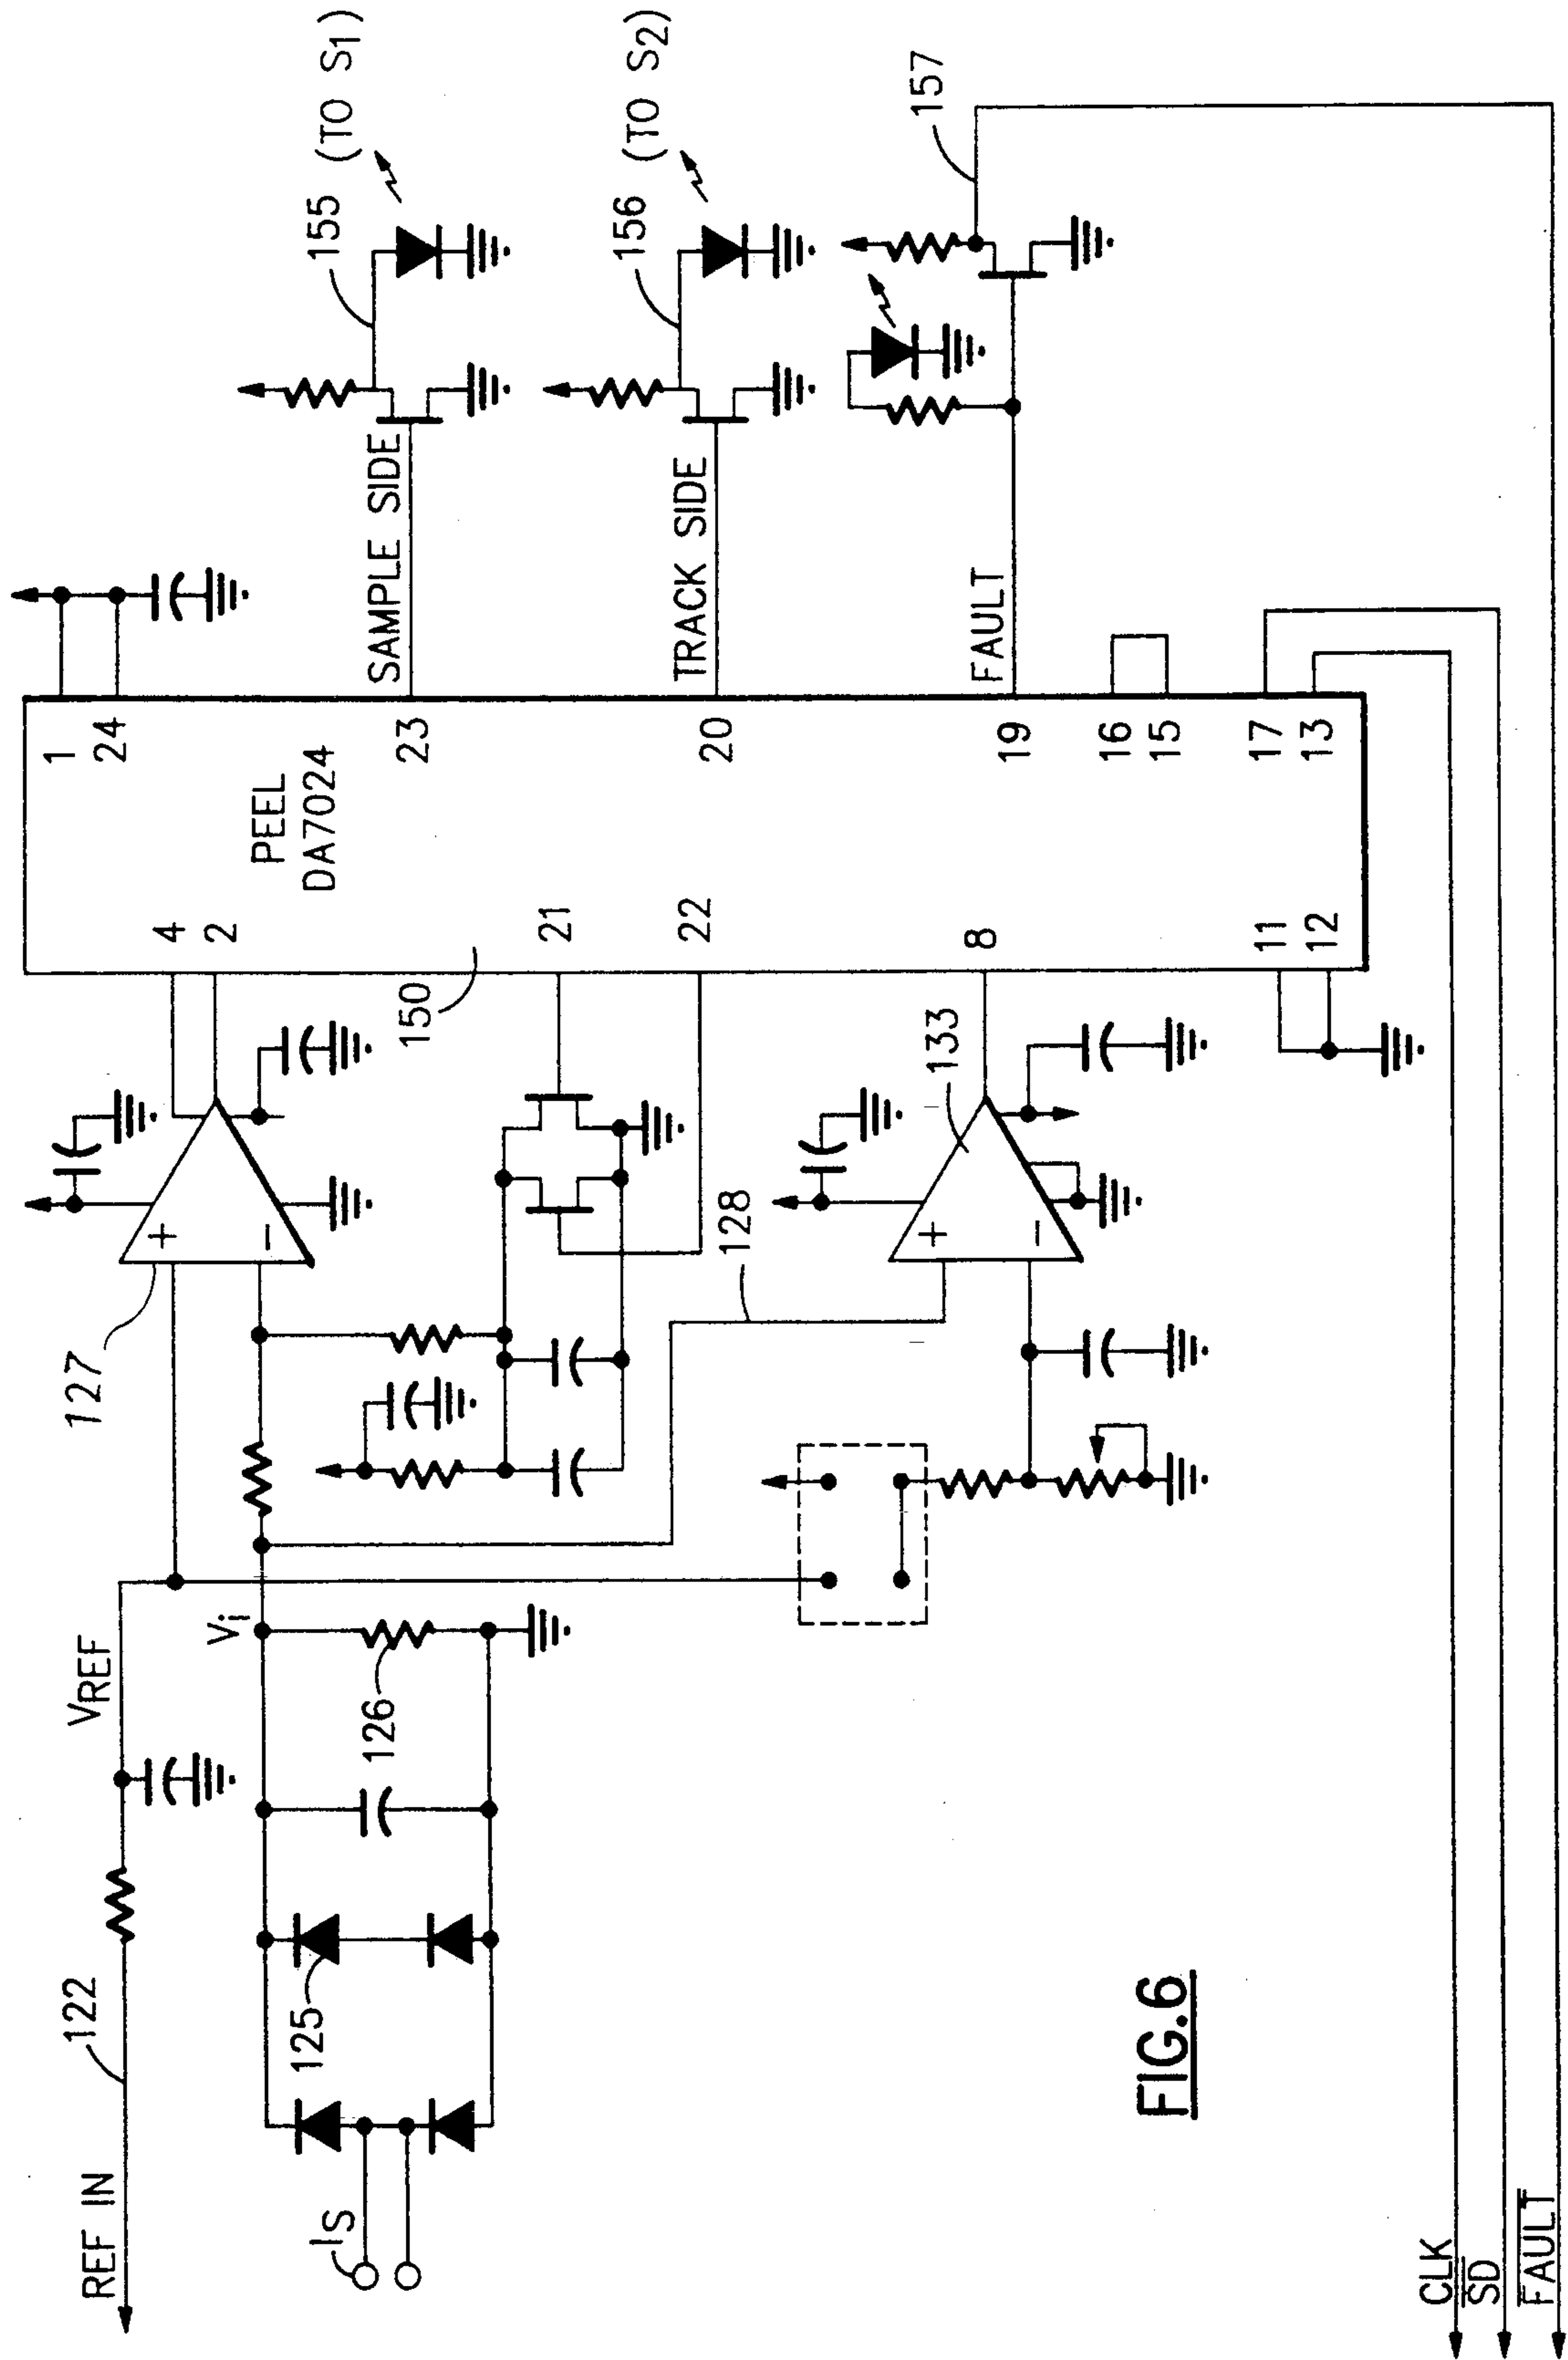 REF IN
122
VREF
IS
125
126
Vi
127
+
−
128
+
−
133
150
4
2
21
22
8
11
12
PEEL
DA7024
1
24
23
20
19
16
15
17
13
SAMPLE SIDE
TRACK SIDE
FAULT
155
(TO S1)
156
(TO S2)
157
CLK
SD
FAULT
FIG.6